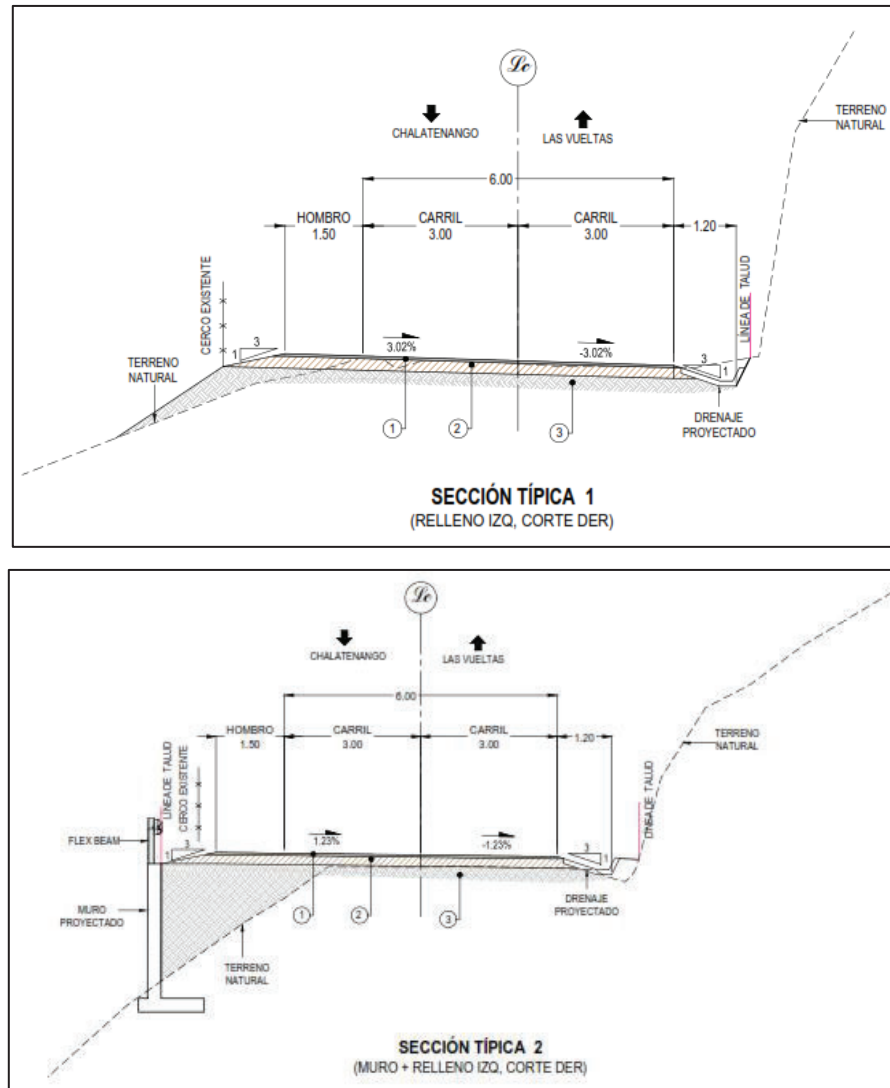 Lc
CHALATENANGO
LAS VUELTAS
TERRENO
NATURAL
6.00
HOMBRO
1.50
CARRIL
3.00
CARRIL
3.00
1.20
CERCO EXISTENTE
LINEA DE TALUD
3
1
3.02%
-3.02%
3
1
TERRENO
NATURAL
1
2
3
DRENAJE
PROYECTADO
SECCIÓN TÍPICA 1
(RELLENO IZQ, CORTE DER)
Lc
CHALATENANGO
LAS VUELTAS
6.00
HOMBRO
1.50
CARRIL
3.00
CARRIL
3.00
1.20
TERRENO
NATURAL
LINEA DE TALUD
CERCO EXISTENTE
LINEA DE TALUD
FLEX BEAM
3
1
1.23%
-1.23%
3
1
MURO
PROYECTADO
1
2
3
DRENAJE
PROYECTADO
TERRENO
NATURAL
SECCIÓN TÍPICA 2
(MURO + RELLENO IZQ, CORTE DER)